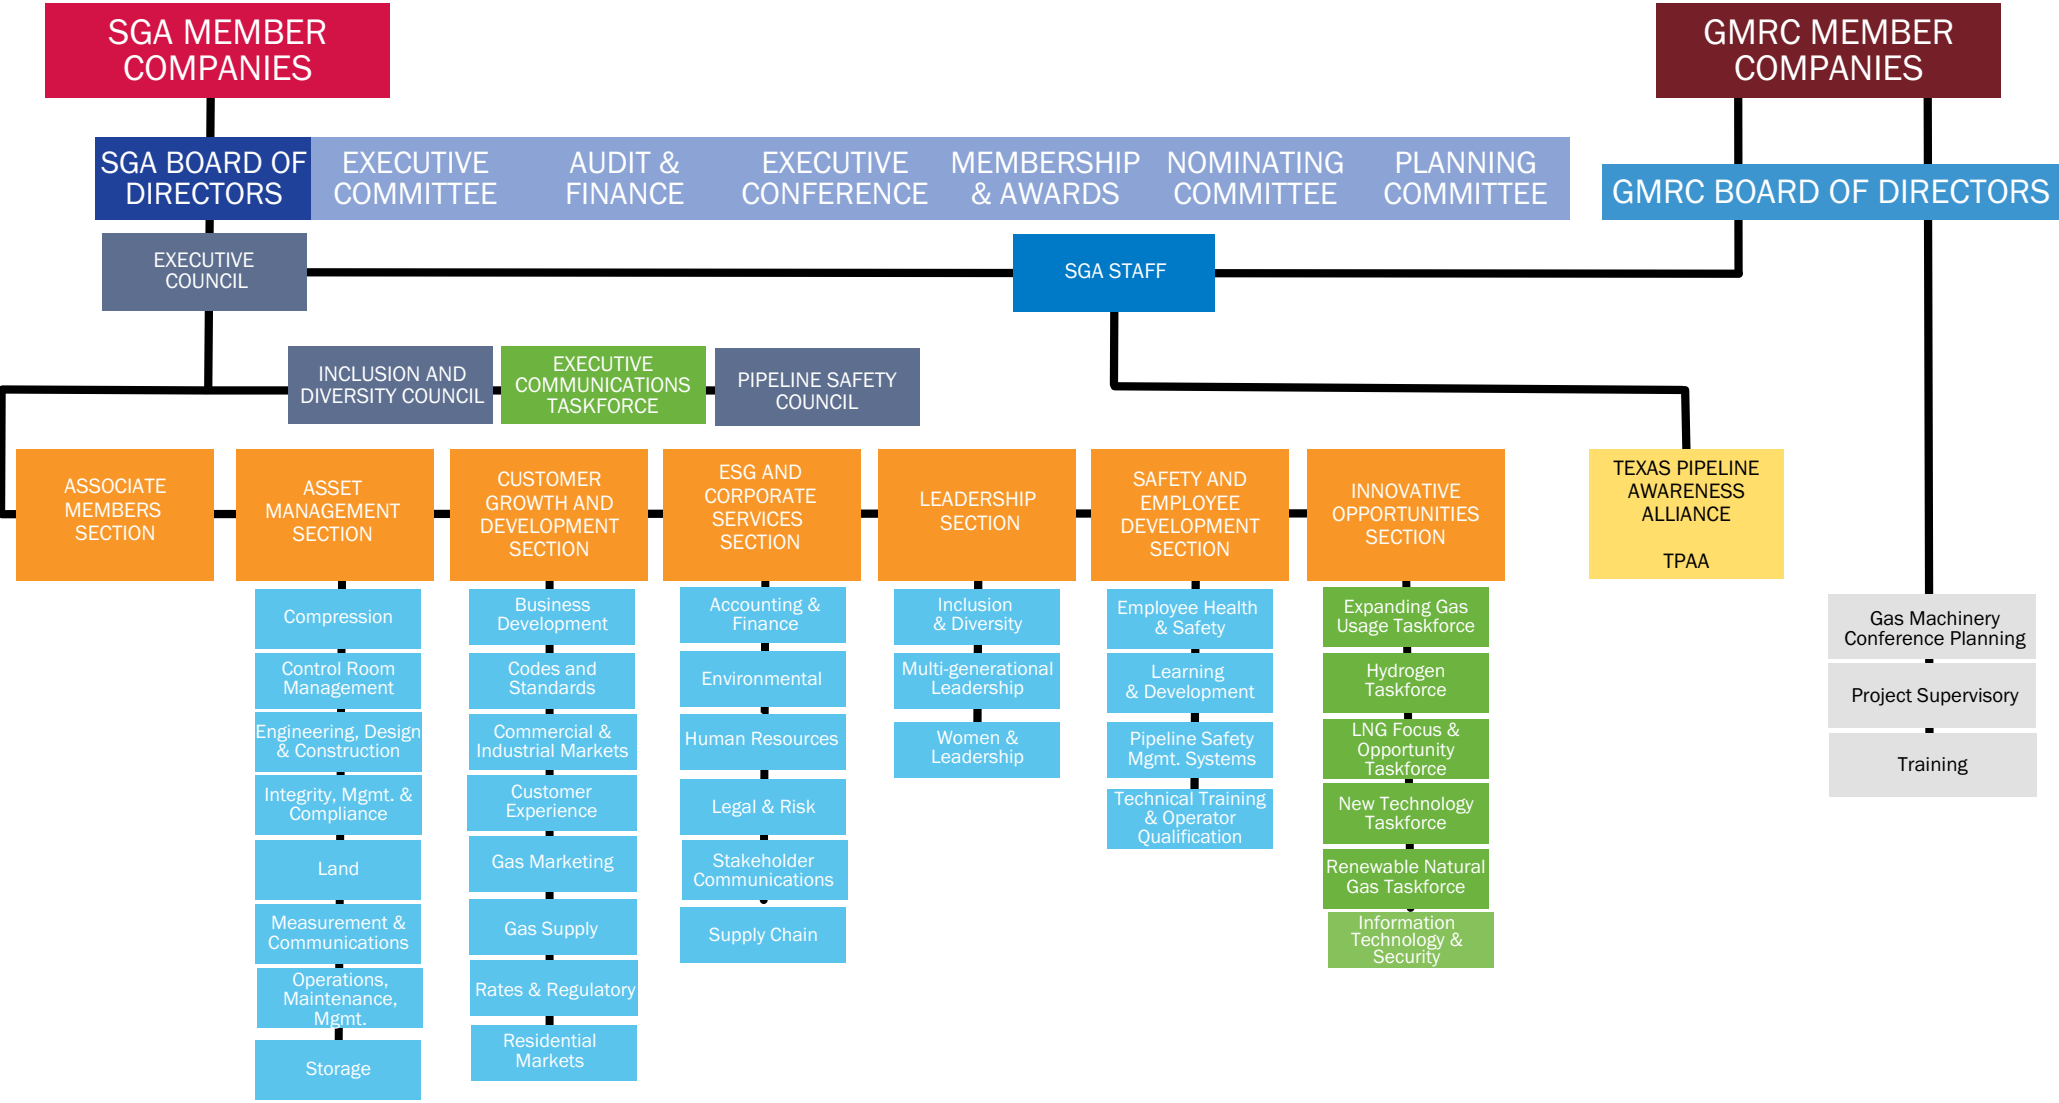 SGA MEMBER
COMPANIES
GMRC MEMBER
COMPANIES
SGA BOARD OF
DIRECTORS
EXECUTIVE
COMMITTEE
AUDIT &
FINANCE
EXECUTIVE
CONFERENCE
MEMBERSHIP
& AWARDS
NOMINATING
COMMITTEE
PLANNING
COMMITTEE
GMRC BOARD OF DIRECTORS
EXECUTIVE
COUNCIL
SGA STAFF
INCLUSION AND
DIVERSITY COUNCIL
EXECUTIVE
COMMUNICATIONS
TASKFORCE
PIPELINE SAFETY
COUNCIL
ASSOCIATE
MEMBERS
SECTION
ASSET
MANAGEMENT
SECTION
CUSTOMER
GROWTH AND
DEVELOPMENT
SECTION
ESG AND
CORPORATE
SERVICES
SECTION
LEADERSHIP
SECTION
SAFETY AND
EMPLOYEE
DEVELOPMENT
SECTION
INNOVATIVE
OPPORTUNITIES
SECTION
TEXAS PIPELINE
AWARENESS
ALLIANCE
TPAA
Compression
Control Room
Management
Engineering, Design
& Construction
Integrity, Mgmt. &
Compliance
Land
Measurement &
Communications
Operations,
Maintenance,
Mgmt.
Storage
Business
Development
Codes and
Standards
Commercial &
Industrial Markets
Customer
Experience
Gas Marketing
Gas Supply
Rates & Regulatory
Residential
Markets
Accounting &
Finance
Environmental
Human Resources
Legal & Risk
Stakeholder
Communications
Supply Chain
Inclusion
& Diversity
Multi-generational
Leadership
Women &
Leadership
Employee Health
& Safety
Learning
& Development
Pipeline Safety
Mgmt. Systems
Technical Training
& Operator
Qualification
Expanding Gas
Usage Taskforce
Hydrogen
Taskforce
LNG Focus &
Opportunity
Taskforce
New Technology
Taskforce
Renewable Natural
Gas Taskforce
Information
Technology &
Security
Gas Machinery
Conference Planning
Project Supervisory
Training